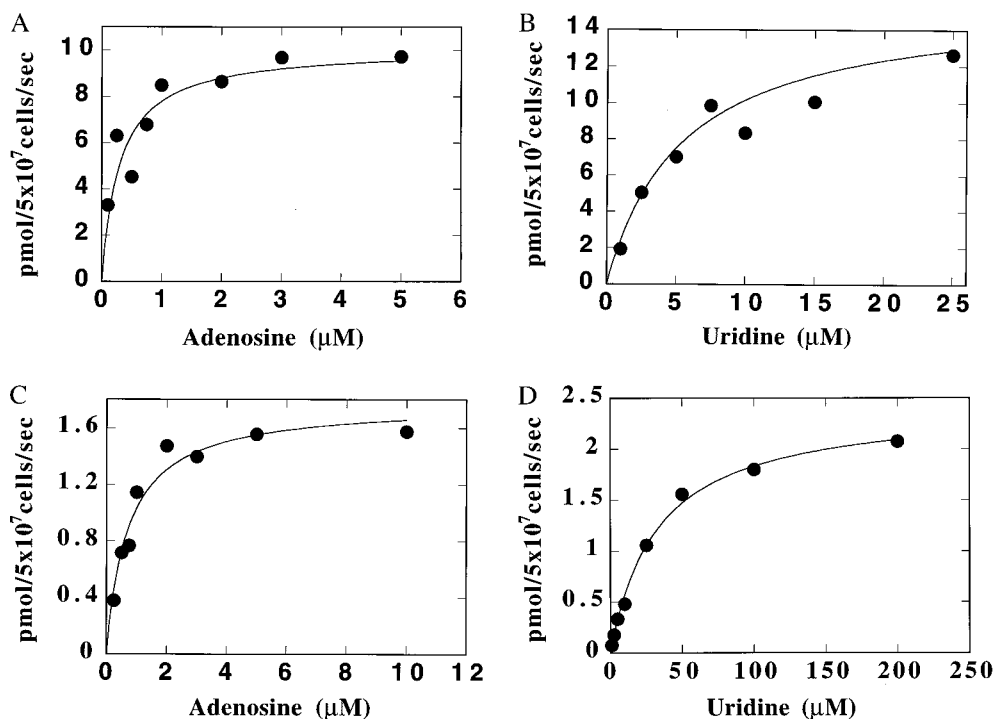 A
pmol/5x10⁷cells/sec
10
8
6
4
2
0
0 1 2 3 4 5 6
Adenosine (μM)
B
pmol/5x10⁷cells/sec
14
12
10
8
6
4
2
0
0 5 10 15 20 25
Uridine (μM)
C
pmol/5x10⁷cells/sec
1.6
1.2
0.8
0.4
0
0 2 4 6 8 10 12
Adenosine (μM)
D
pmol/5x10⁷cells/sec
2.5
2
1.5
1
0.5
0
0 50 100 150 200 250
Uridine (μM)